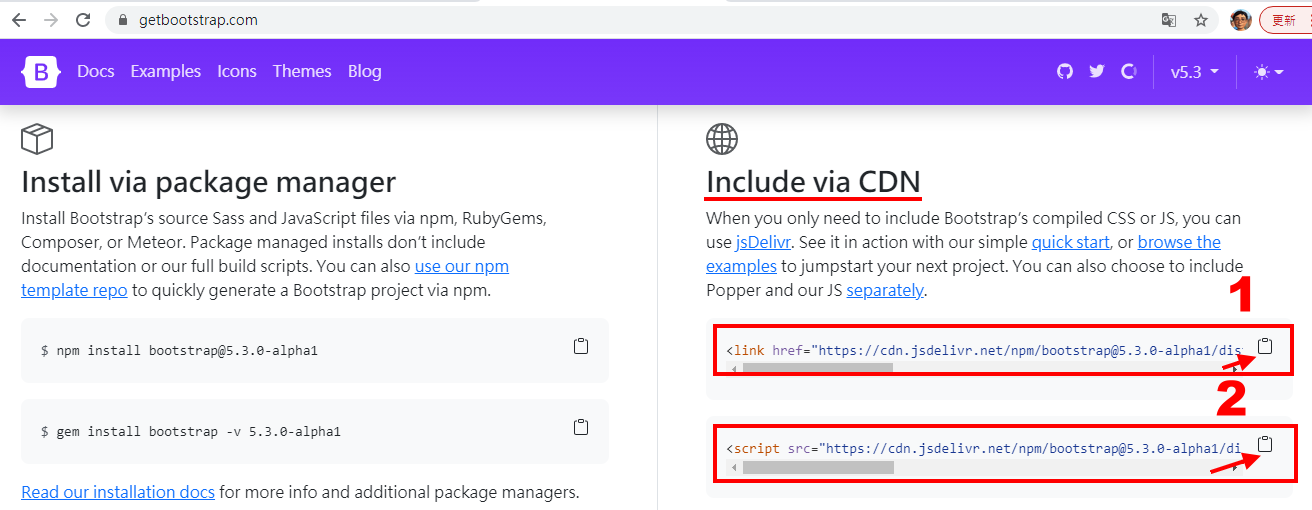 getbootstrap.com
更新
B
Docs Examples Icons Themes Blog
v5.3
Install via package manager
Install Bootstrap’s source Sass and JavaScript files via npm, RubyGems,
Composer, or Meteor. Package managed installs don’t include
documentation or our full build scripts. You can also use our npm
template repo to quickly generate a Bootstrap project via npm.
$ npm install bootstrap@5.3.0-alpha1
$ gem install bootstrap -v 5.3.0-alpha1
Read our installation docs for more info and additional package managers.
Include via CDN
When you only need to include Bootstrap’s compiled CSS or JS, you can
use jsDelivr. See it in action with our simple quick start, or browse the
examples to jumpstart your next project. You can also choose to include
Popper and our JS separately.
1
<link href="https://cdn.jsdelivr.net/npm/bootstrap@5.3.0-alpha1/dis
2
<script src="https://cdn.jsdelivr.net/npm/bootstrap@5.3.0-alpha1/di